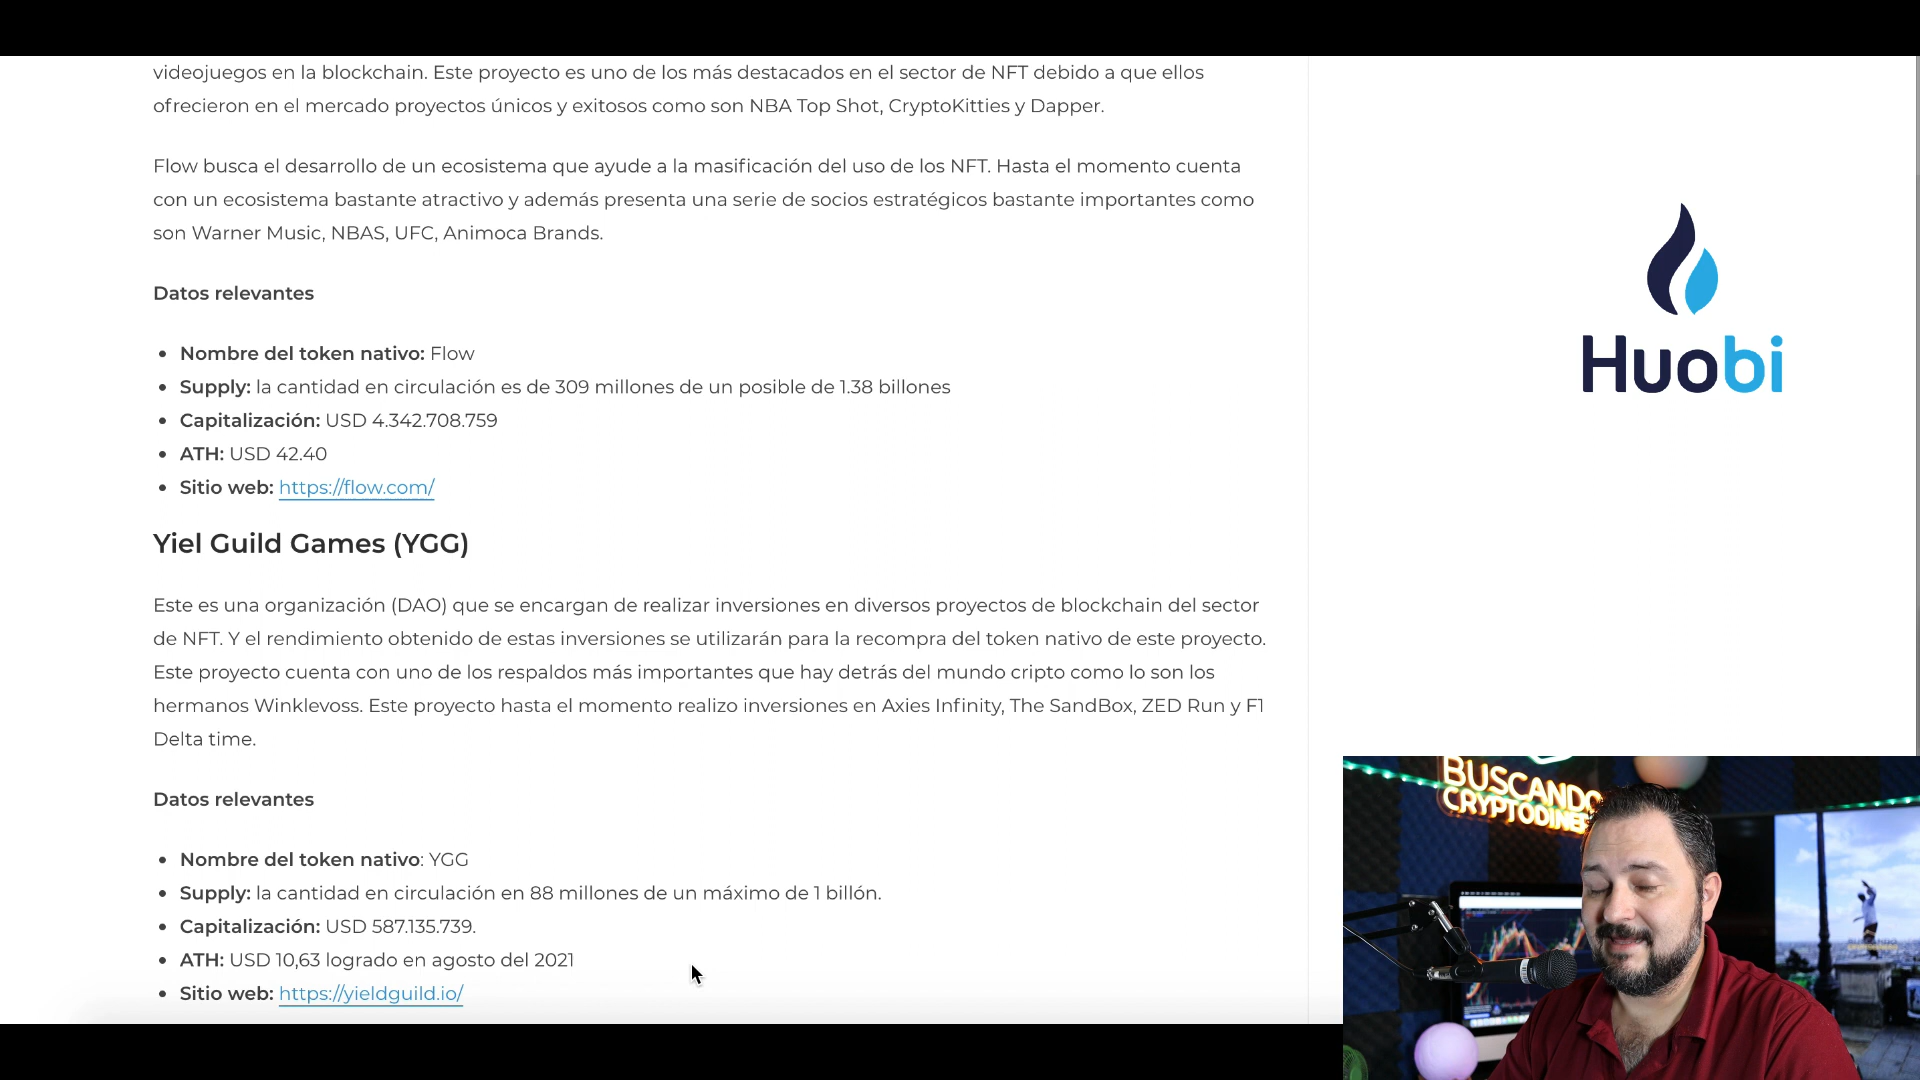 videojuegos en la blockchain. Este proyecto es uno de los más destacados en el sector de NFT debido a que ellos
ofrecieron en el mercado proyectos únicos y exitosos como son NBA Top Shot, CryptoKitties y Dapper.
Flow busca el desarrollo de un ecosistema que ayude a la masificación del uso de los NFT. Hasta el momento cuenta
con un ecosistema bastante atractivo y además presenta una serie de socios estratégicos bastante importantes como
son Warner Music, NBAS, UFC, Animoca Brands.
Datos relevantes
Nombre del token nativo: Flow
Supply: la cantidad en circulación es de 309 millones de un posible de 1.38 billones
Capitalización: USD 4.342.708.759
ATH: USD 42.40
Sitio web: https://flow.com/
Yiel Guild Games (YGG)
Este es una organización (DAO) que se encargan de realizar inversiones en diversos proyectos de blockchain del sector
de NFT. Y el rendimiento obtenido de estas inversiones se utilizarán para la recompra del token nativo de este proyecto.
Este proyecto cuenta con uno de los respaldos más importantes que hay detrás del mundo cripto como lo son los
hermanos Winklevoss. Este proyecto hasta el momento realizo inversiones en Axies Infinity, The SandBox, ZED Run y F1
Delta time.
Datos relevantes
Nombre del token nativo: YGG
Supply: la cantidad en circulación en 88 millones de un máximo de 1 billón.
Capitalización: USD 587.135.739.
ATH: USD 10,63 logrado en agosto del 2021
Sitio web: https://yieldguild.io/
Huobi
BUSCANDO